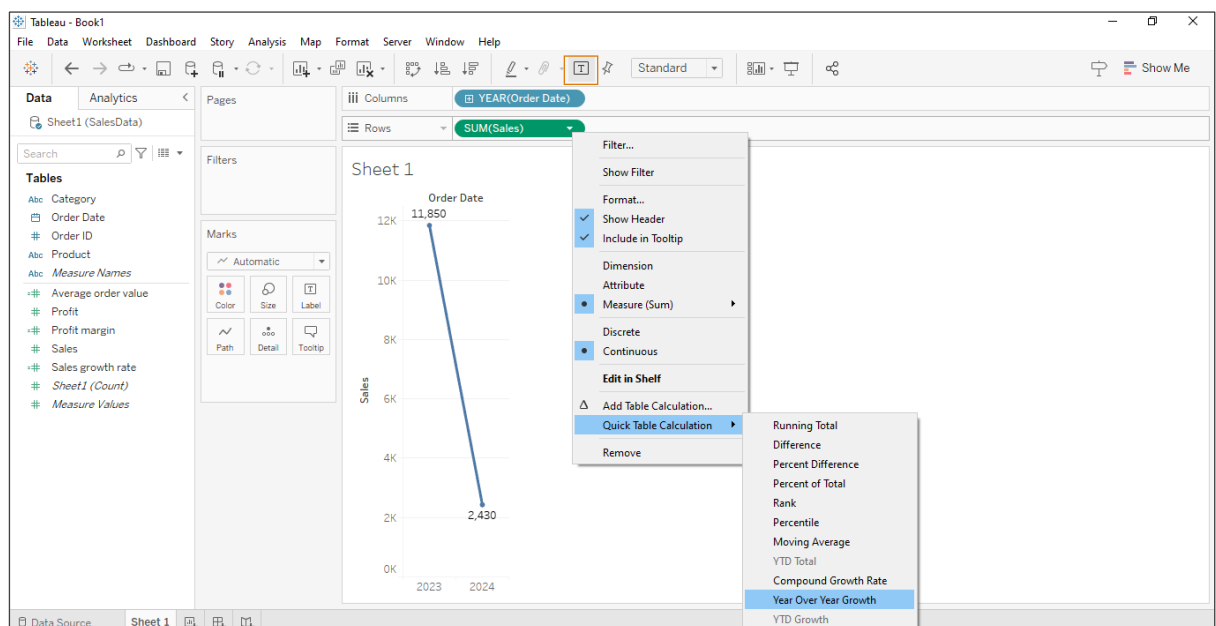 Tableau - Book1
File Data Worksheet Dashboard Story Analysis Map Format Server Window Help
Standard
Show Me
Data Analytics
Sheet1 (SalesData)
Search
Tables
Abc Category
Order Date
# Order ID
Abc Product
Abc Measure Names
=# Average order value
# Profit
=# Profit margin
# Sales
=# Sales growth rate
# Sheet1 (Count)
# Measure Values
Pages
Filters
Marks
Automatic
Color Size Label
Path Detail Tooltip
Columns YEAR(Order Date)
Rows SUM(Sales)
Sheet 1
Order Date
11,850
12K
10K
8K
6K
4K
2K
0K
Sales
2,430
2023 2024
Filter...
Show Filter
Format...
Show Header
Include in Tooltip
Dimension
Attribute
Measure (Sum)
Discrete
Continuous
Edit in Shelf
Add Table Calculation...
Quick Table Calculation
Remove
Running Total
Difference
Percent Difference
Percent of Total
Rank
Percentile
Moving Average
YTD Total
Compound Growth Rate
Year Over Year Growth
YTD Growth
Data Source Sheet 1